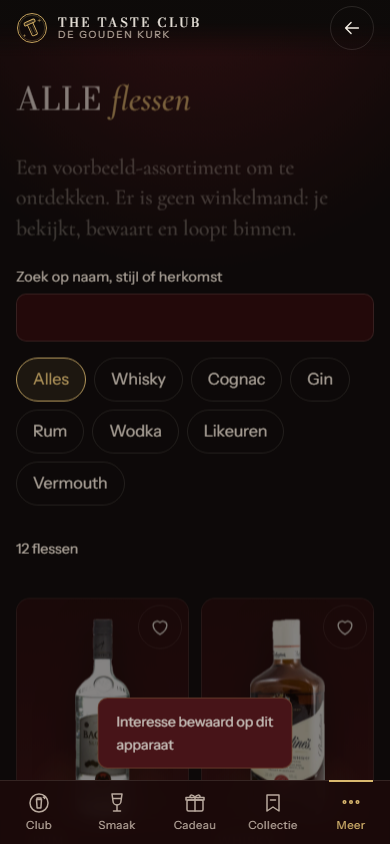 THE TASTE CLUB
DE GOUDEN KURK
ALLE flessen
Een voorbeeld-assortiment om te
ontdekken. Er is geen winkelmand: je
bekijkt, bewaart en loopt binnen.
Zoek op naam, stijl of herkomst
Alles
Whisky
Cognac
Gin
Rum
Wodka
Likeuren
Vermouth
12 flessen
Interesse bewaard op dit
apparaat
Club
Smaak
Cadeau
Collectie
Meer